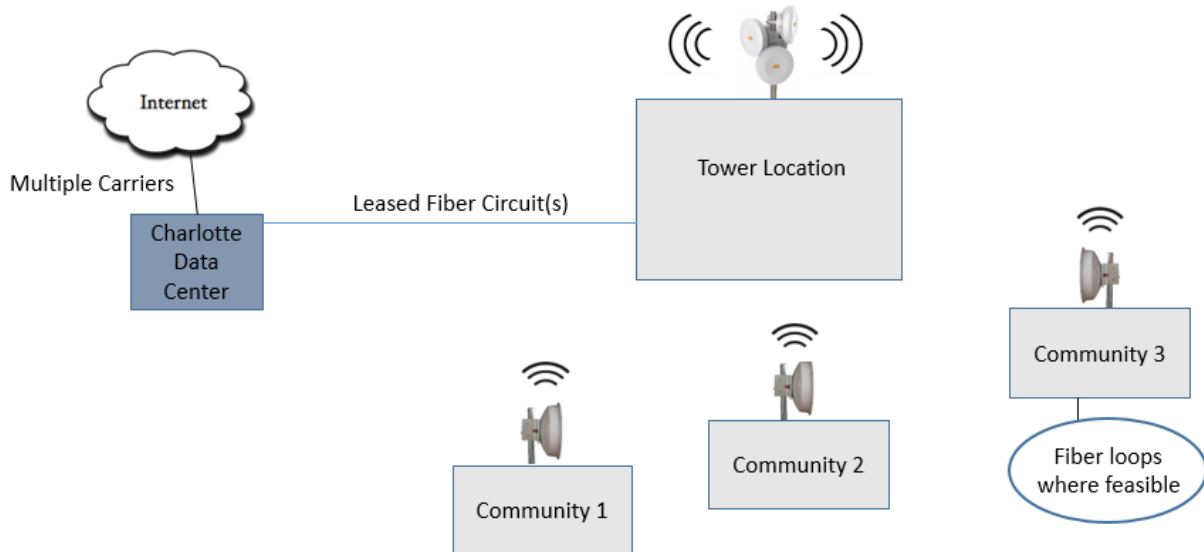 Internet
Multiple Carriers
Charlotte
Data
Center
Leased Fiber Circuit(s)
Tower Location
Community 1
Community 2
Community 3
Fiber loops
where feasible